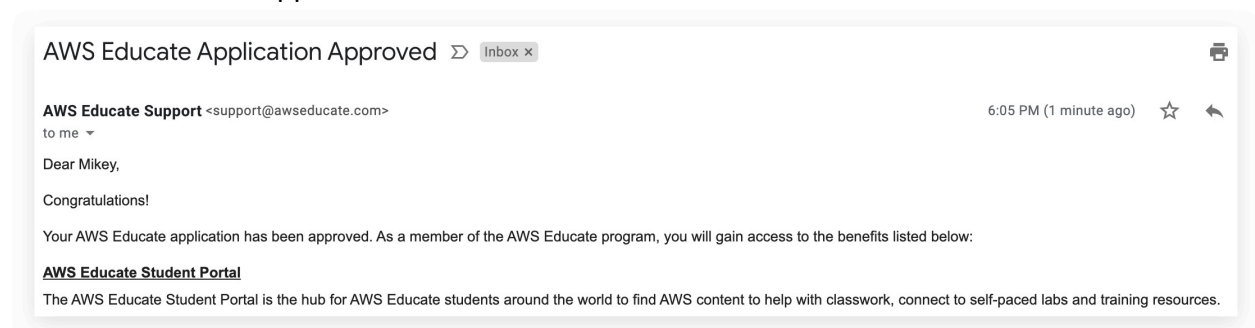 AWS Educate Application Approved Inbox ×
AWS Educate Support <support@awseducate.com> 6:05 PM (1 minute ago)
to me
Dear Mikey,
Congratulations!
Your AWS Educate application has been approved. As a member of the AWS Educate program, you will gain access to the benefits listed below:
AWS Educate Student Portal
The AWS Educate Student Portal is the hub for AWS Educate students around the world to find AWS content to help with classwork, connect to self-paced labs and training resources.